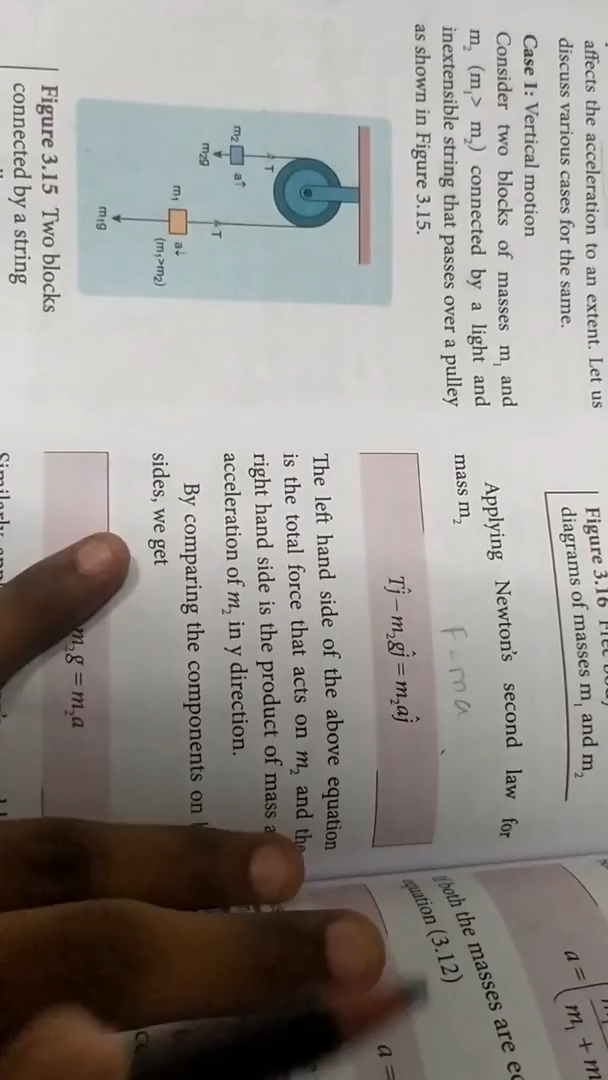 affects the acceleration to an extent. Let us
discuss various cases for the same.
Case 1: Vertical motion
Consider two blocks of masses m₁ and
m₂ (m₁> m₂) connected by a light and
inextensible string that passes over a pulley
as shown in Figure 3.15.
T
m₂
a↑
m₂g
T
m₁
a↓
(m₁>m₂)
m₁g
Figure 3.15 Two blocks
connected by a string
Figure 3.16
diagrams of masses m₁ and m₂
Applying Newton's second law for
mass m₂
F = ma
Tĵ − m₂gĵ = m₂aĵ
The left hand side of the above equation
is the total force that acts on m₂ and the
right hand side is the product of mass
acceleration of m₂ in y direction.
By comparing the components on
sides, we get
m₂g = m₂a
Similarly
both the masses are
equation (3.12)
a =
m₁ + m
a =